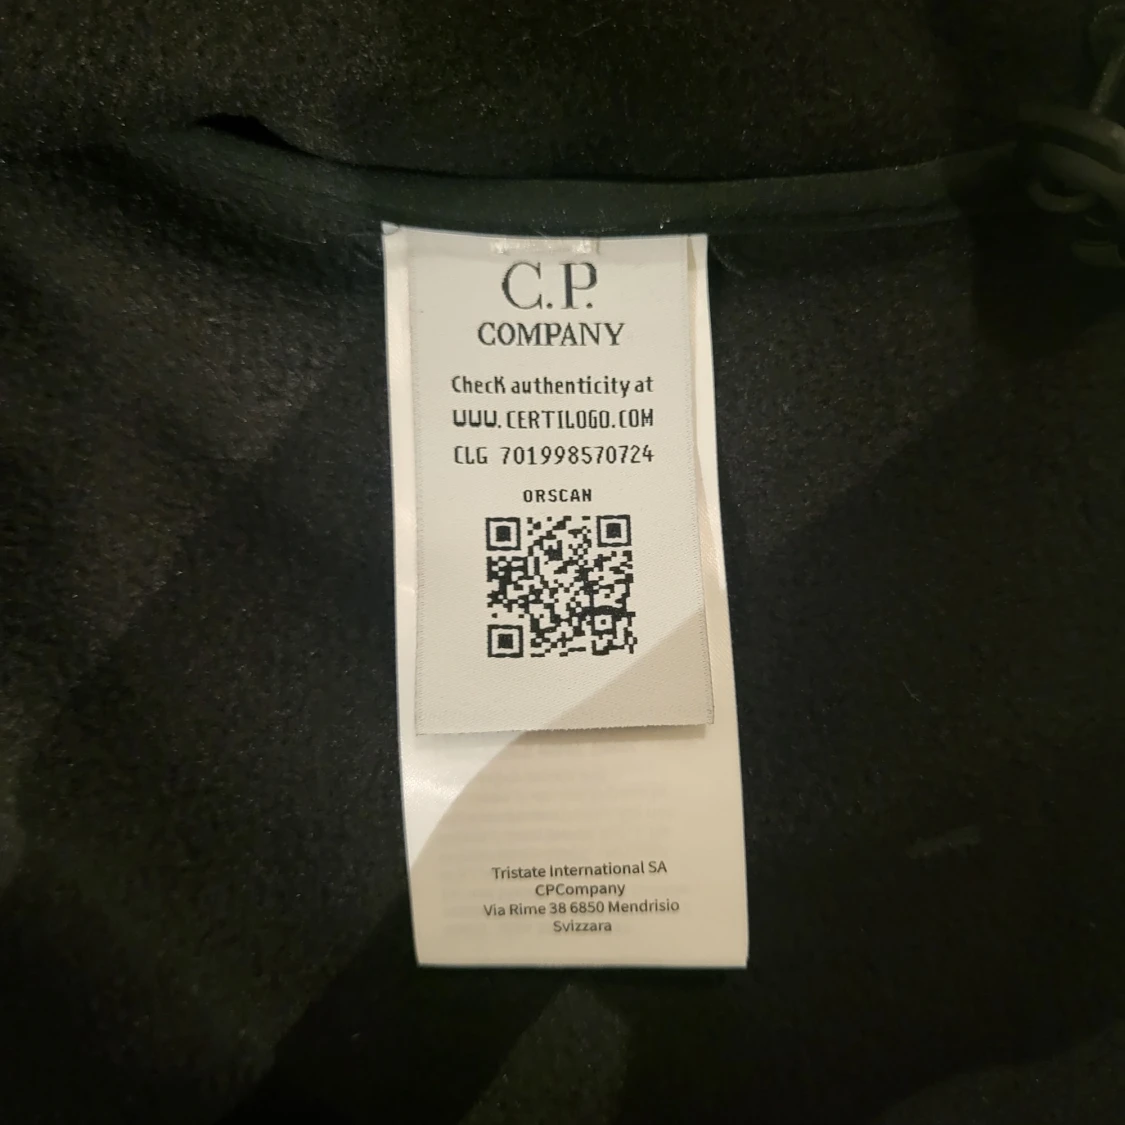 C.P.
COMPANY
Check authenticity at
WWW.CERTILOGO.COM
CLG 701998570724
ORSCAN
Tristate International SA
CPCompany
Via Rime 38 6850 Mendrisio
Svizzara